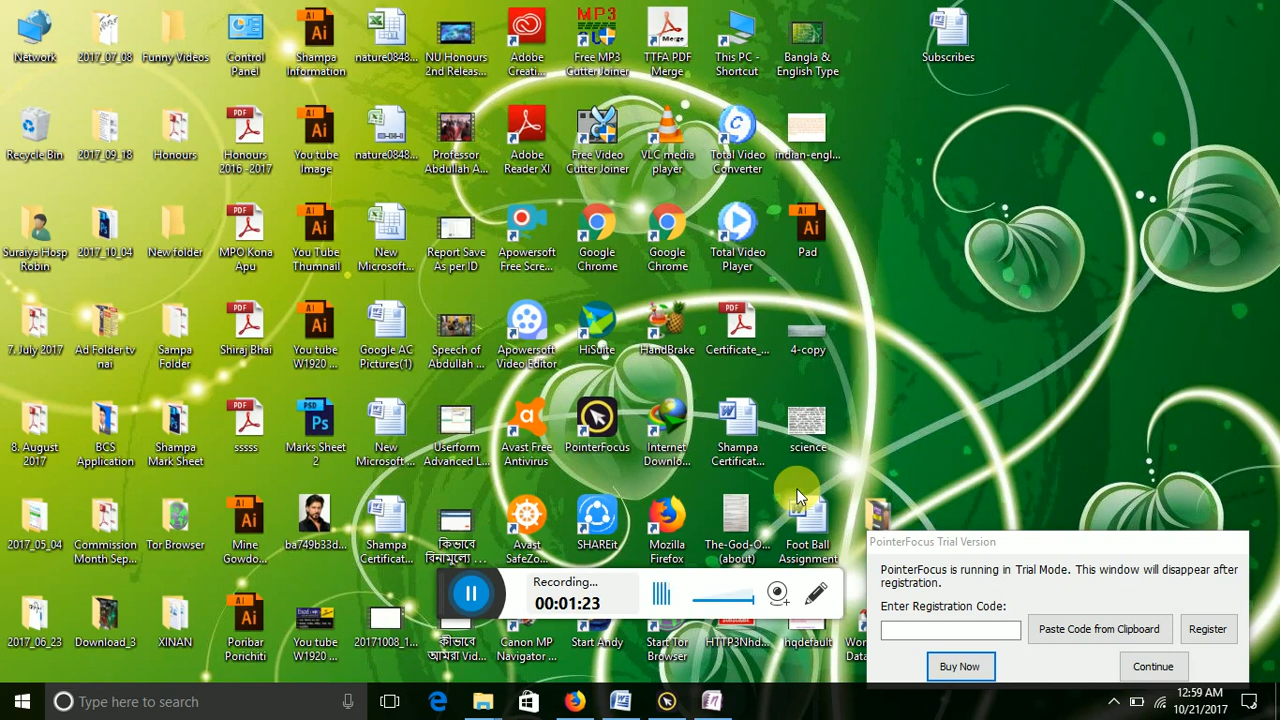 Network
2017_07_08
Funny Videos
Control
Panel
Shampa
Information
nature0848...
NU Honours
2nd Releas...
Adobe
Creati...
MP3
Free MP3
Cutter Joiner
Merge
TTFA PDF
Merge
This PC -
Shortcut
Bangla &
English Type
Subscribes
Recycle Bin
2017_09_18
Honours
Honours
2016 -2017
You tube
Image
nature0848...
Professor
Abdullah A...
Adobe
Reader XI
Free Video
Cutter Joiner
VLC media
player
Total Video
Converter
indian-engl...
Suraiya Hosp
Robin
2017_10_04
New folder
MPO Kona
Apu
You Tube
Thumnail
New
Microsoft...
Report Save
As per ID
Apowersoft
Free Scre...
Google
Chrome
Google
Chrome
Total Video
Player
Pad
7. July 2017
Ad Folder tv
nai
Sampa
Folder
Shiraj Bhai
You tube
W1920 ...
Google AC
Pictures(1)
Speech of
Abdullah ...
Apowersoft
Video Editor
HiSuite
HandBrake
Certificate_...
4-copy
8. August
2017
BCS
Application
Shampa
Mark Sheet
sssss
Marks Sheet
2
New
Microsoft ...
Userform
Advanced L...
Avast Free
Antivirus
PointerFocus
Internet
Downlo...
Shampa
Certificat...
science
2017_05_04
Commission
Month Sep...
Tor Browser
Mine
Gowdo...
ba749b33d...
Shampa
Certificat...
কিভাবে
বিনামূল্যে ...
Avast
SafeZo...
SHAREit
Mozilla
Firefox
The-God-O...
(about)
Foot Ball
Assignment
2017_06_23
Download_3
XINAN
Poribar
Porichiti
You tube
W1920 ...
20171008_1...
কীভাবে
আমরা Vid...
Canon MP
Navigator ...
Start Andy
Start Tor
Browser
HTTP3Nhd...
hqdefault
Recording...
00:01:23
PointerFocus Trial Version
PointerFocus is running in Trial Mode. This window will disappear after
registration.
Enter Registration Code:
Paste Code from Clipboard
Register
Buy Now
Continue
Type here to search
12:59 AM
10/21/2017